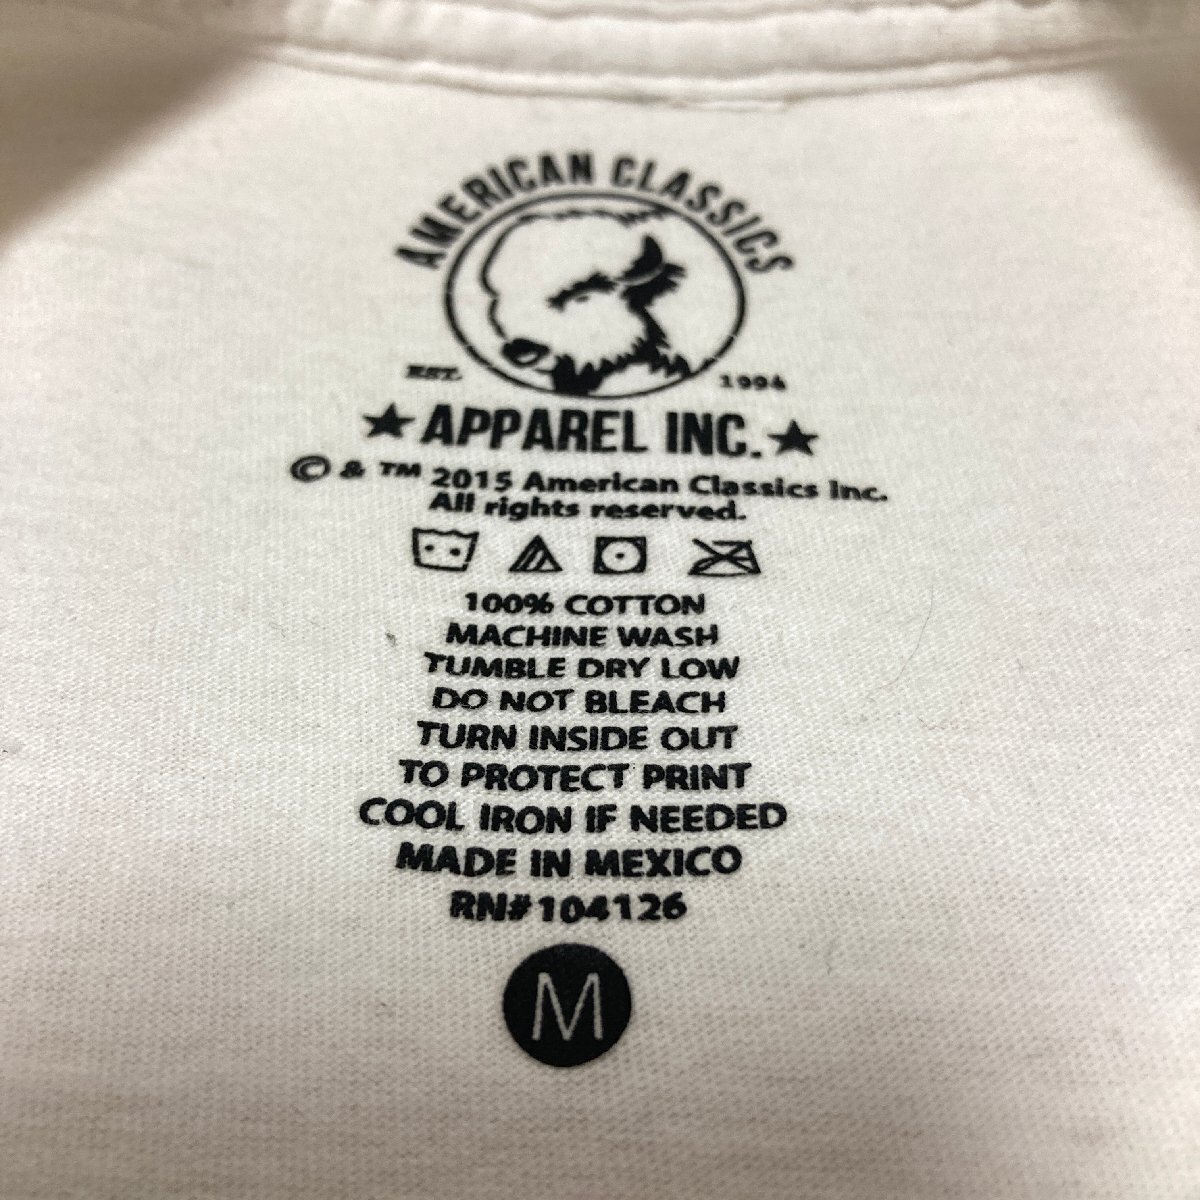 AMERICAN CLASSICS
EST. 1994
★ APPAREL INC. ★
© & ™ 2015 American Classics Inc.
All rights reserved.
100% COTTON
MACHINE WASH
TUMBLE DRY LOW
DO NOT BLEACH
TURN INSIDE OUT
TO PROTECT PRINT
COOL IRON IF NEEDED
MADE IN MEXICO
RN#104126
M